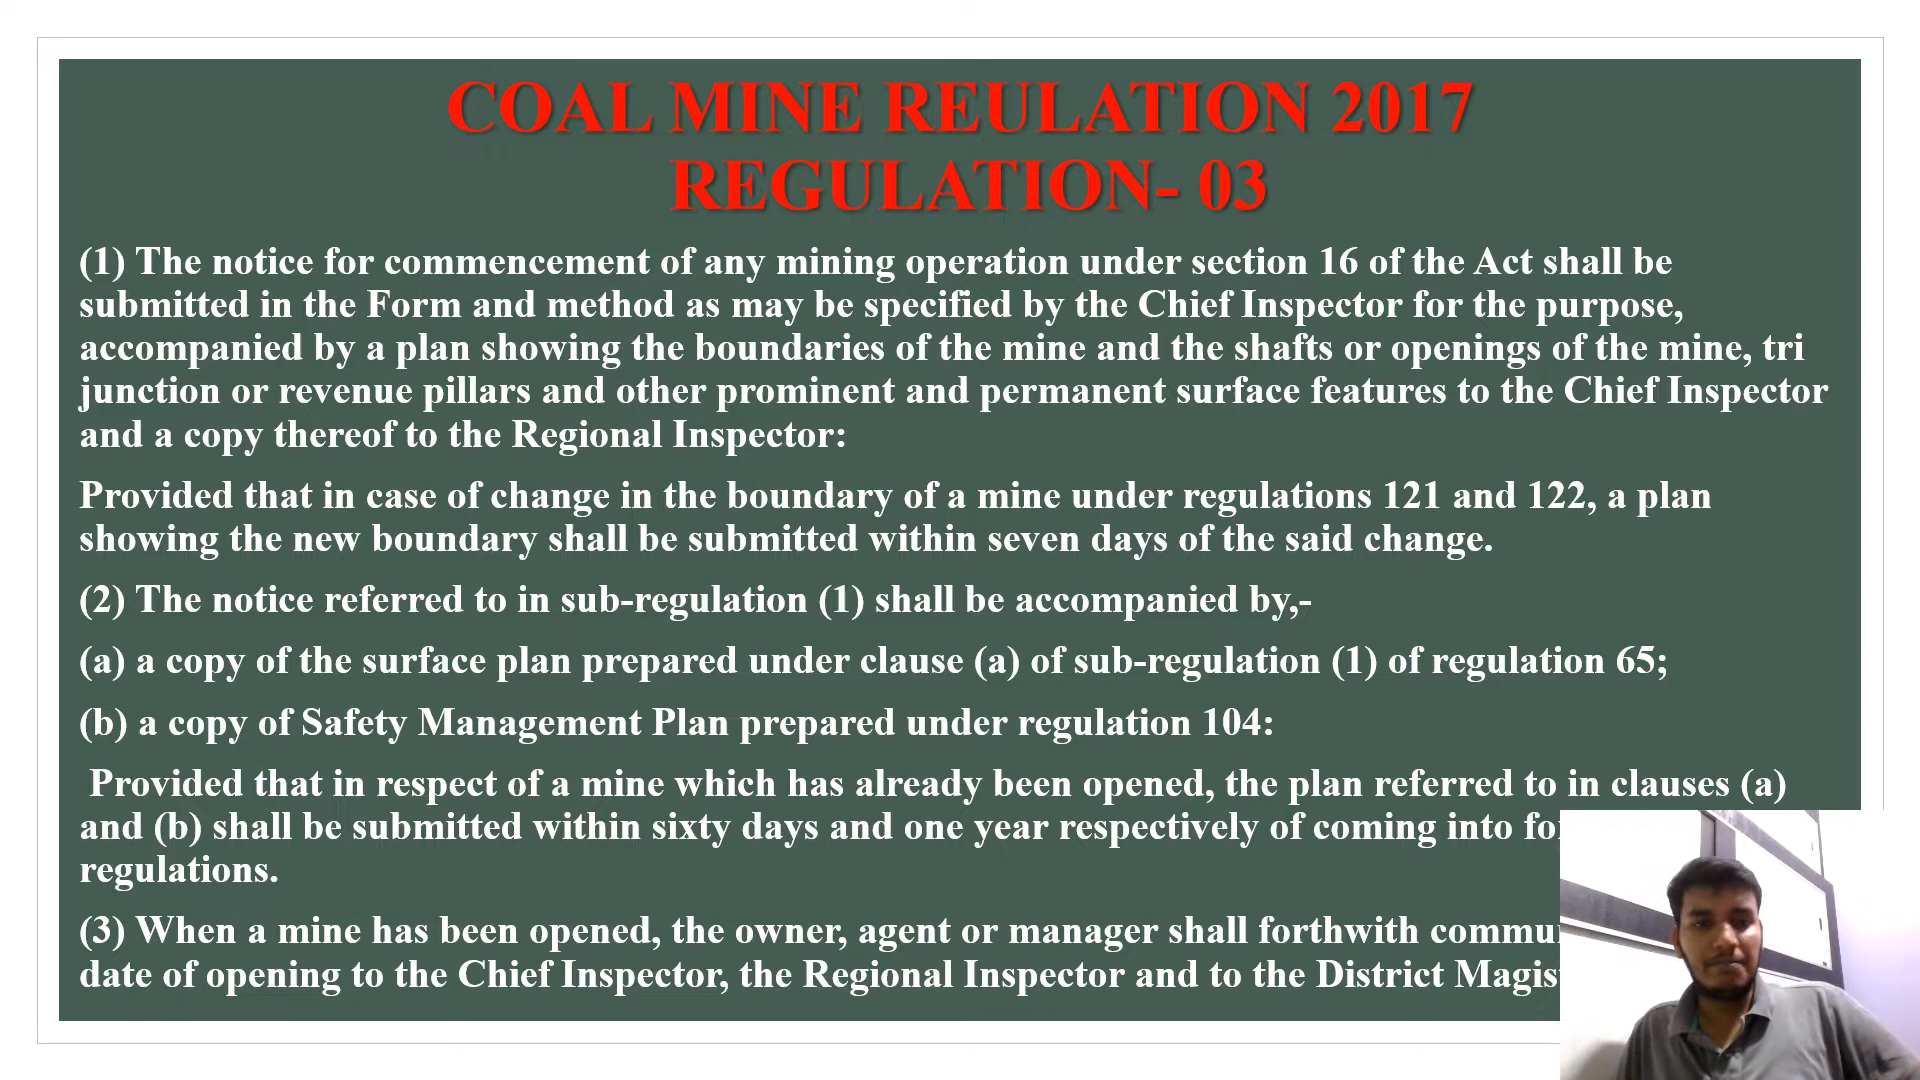 COAL MINE REULATION 2017
REGULATION- 03
(1) The notice for commencement of any mining operation under section 16 of the Act shall be
submitted in the Form and method as may be specified by the Chief Inspector for the purpose,
accompanied by a plan showing the boundaries of the mine and the shafts or openings of the mine, tri
junction or revenue pillars and other prominent and permanent surface features to the Chief Inspector
and a copy thereof to the Regional Inspector:
Provided that in case of change in the boundary of a mine under regulations 121 and 122, a plan
showing the new boundary shall be submitted within seven days of the said change.
(2) The notice referred to in sub-regulation (1) shall be accompanied by,-
(a) a copy of the surface plan prepared under clause (a) of sub-regulation (1) of regulation 65;
(b) a copy of Safety Management Plan prepared under regulation 104:
Provided that in respect of a mine which has already been opened, the plan referred to in clauses (a)
and (b) shall be submitted within sixty days and one year respectively of coming into
regulations.
(3) When a mine has been opened, the owner, agent or manager shall forthwith
date of opening to the Chief Inspector, the Regional Inspector and to the District